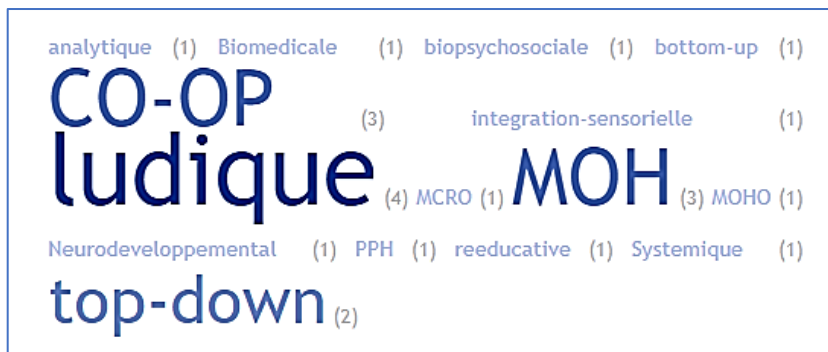 analytique (1) Biomedicale (1) biopsychosociale (1) bottom-up (1)
CO-OP (3) integration-sensorielle (1)
ludique (4) MCRO (1) MOH (3) MOHO (1)
Neurodeveloppemental (1) PPH (1) reeducative (1) Systemique (1)
top-down (2)